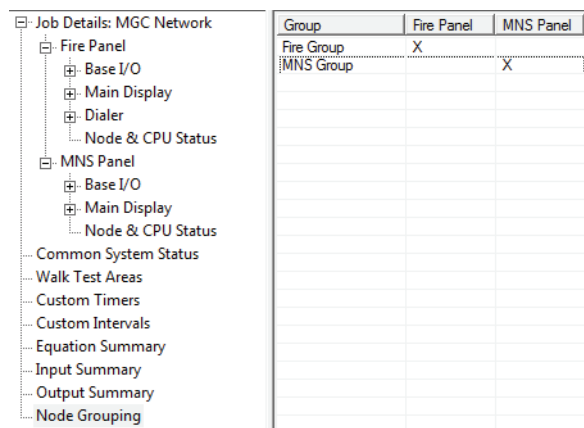 Job Details: MGC Network
Fire Panel
Base I/O
Main Display
Dialer
Node & CPU Status
MNS Panel
Base I/O
Main Display
Node & CPU Status
Common System Status
Walk Test Areas
Custom Timers
Custom Intervals
Equation Summary
Input Summary
Output Summary
Node Grouping
Group Fire Panel MNS Panel
Fire Group X
MNS Group X